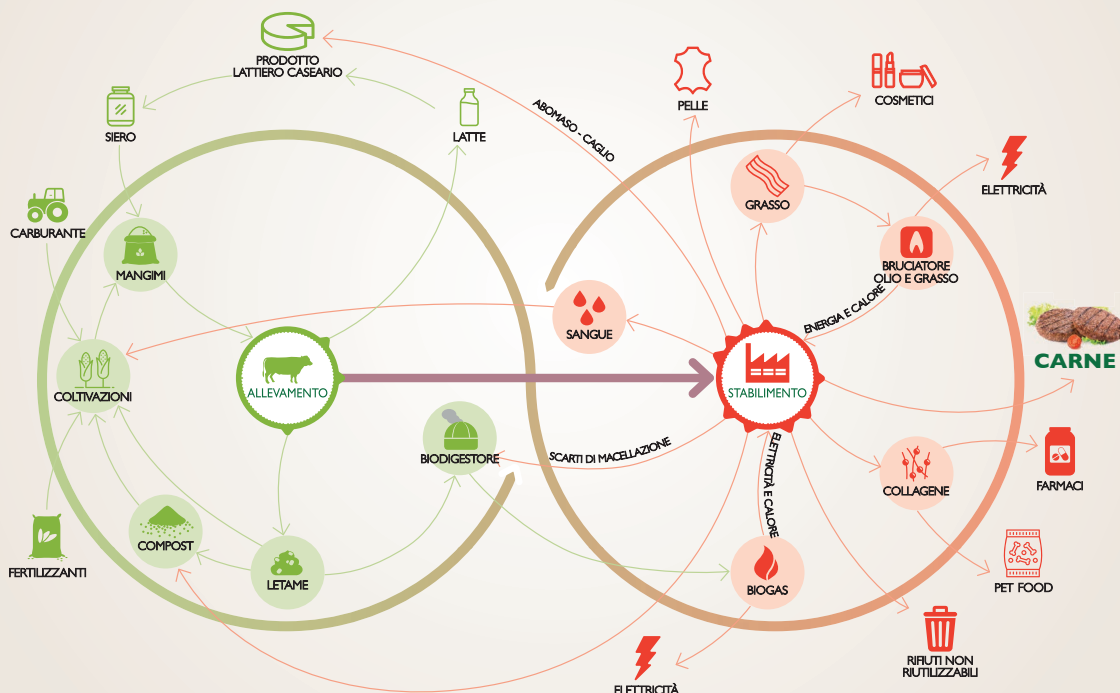 PRODOTTO
LATTIERO CASEARIO
SIERO
LATTE
ABOMASO - CAGLIO
PELLE
COSMETICI
ELETTRICITÀ
CARBURANTE
MANGIMI
GRASSO
BRUCIATORE
OLIO E GRASSO
ENERGIA E CALORE
SANGUE
CARNE
COLTIVAZIONI
ALLEVAMENTO
STABILIMENTO
BIODIGESTORE
SCARTI DI MACELLAZIONE
ELETTRICITÀ E CALORE
COLLAGENE
FARMACI
FERTILIZZANTI
COMPOST
LETAME
BIOGAS
PET FOOD
RIFIUTI NON
RIUTILIZZABILI
ELETTRICITÀ